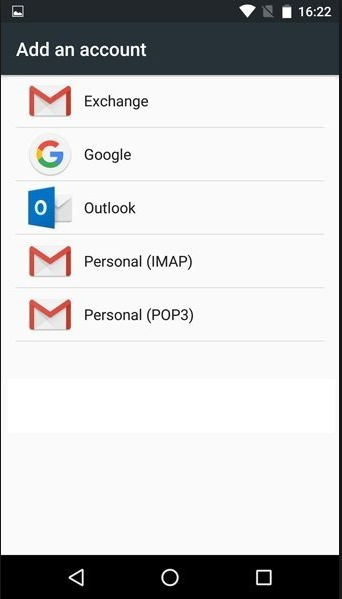 16:22
Add an account
Exchange
Google
Outlook
Personal (IMAP)
Personal (POP3)